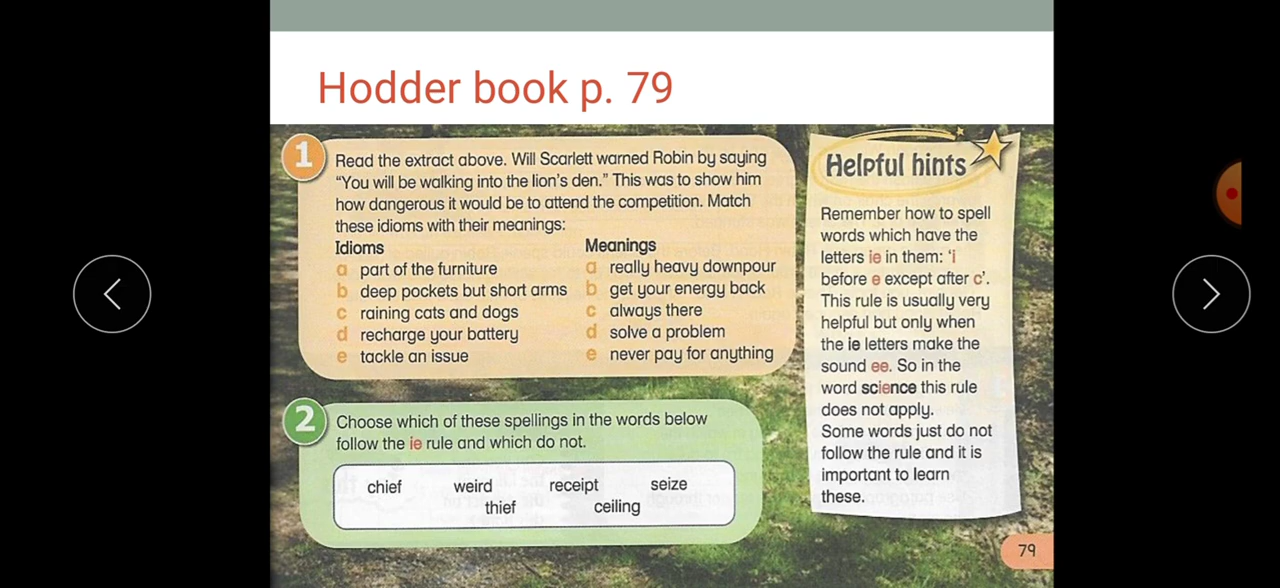 Hodder book p. 79
1
Read the extract above. Will Scarlett warned Robin by saying
“You will be walking into the lion’s den.” This was to show him
how dangerous it would be to attend the competition. Match
these idioms with their meanings:
Idioms
a part of the furniture
b deep pockets but short arms
c raining cats and dogs
d recharge your battery
e tackle an issue
Meanings
a really heavy downpour
b get your energy back
c always there
d solve a problem
e never pay for anything
2
Choose which of these spellings in the words below
follow the ie rule and which do not.
chief weird receipt seize
thief ceiling
Helpful hints
Remember how to spell
words which have the
letters ie in them: ‘i
before e except after c’.
This rule is usually very
helpful but only when
the ie letters make the
sound ee. So in the
word science this rule
does not apply.
Some words just do not
follow the rule and it is
important to learn
these.
79